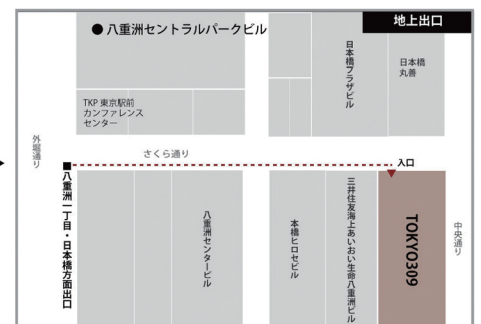 地上出口
● 八重洲セントラルパークビル
日本橋プラザビル
日本橋
丸善
TKP 東京駅前
カンファレンス
センター
外堀通り
さくら通り
入口
■八重洲一丁目・日本橋方面出口
八重洲センタービル
本橋ヒロセビル
三井住友海上あいおい生命八重洲ビル
TOKYO309
中央通り